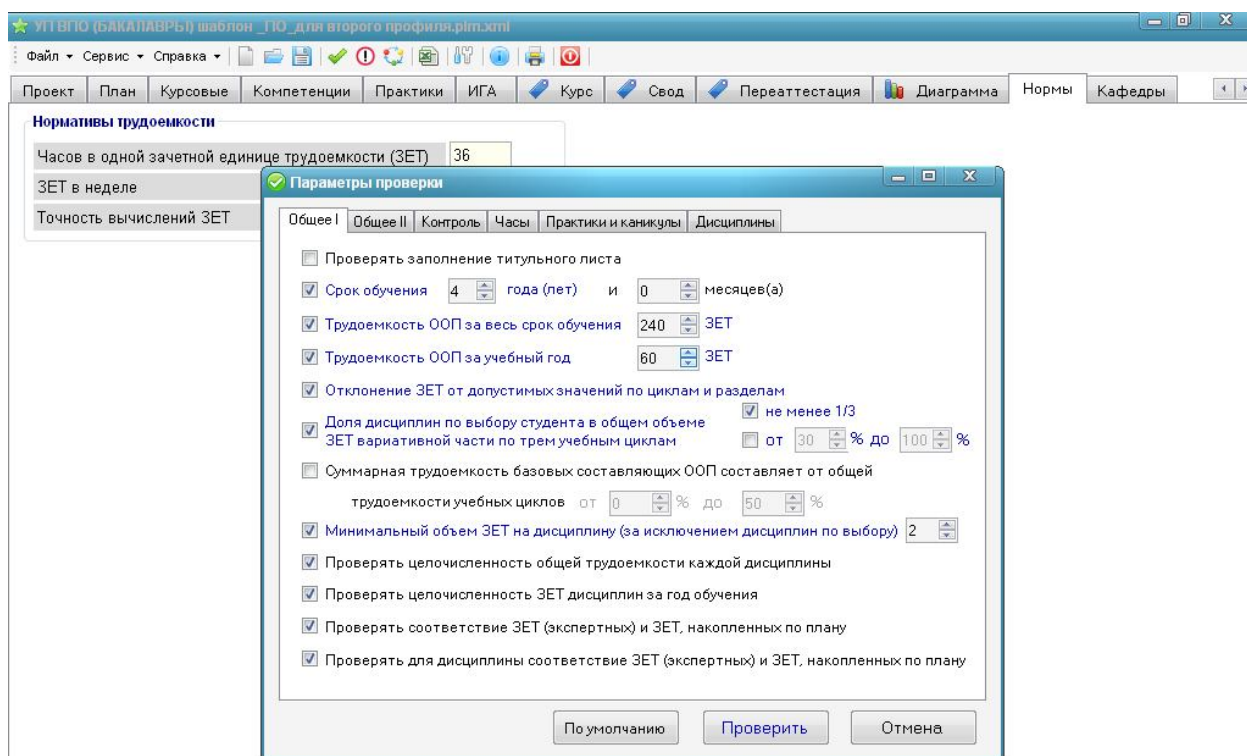 УП ВПО (БАКАЛАВРЫ) шаблон _ПО_для второго профиля.plm.xml
Файл Сервис Справка
Проект План Курсовые Компетенции Практики ИГА Курс Свод Переаттестация Диаграмма Нормы Кафедры
Нормативы трудоемкости
Часов в одной зачетной единице трудоемкости (ЗЕТ) 36
ЗЕТ в неделе
Точность вычислений ЗЕТ
Параметры проверки
Общее I Общее II Контроль Часы Практики и каникулы Дисциплины
Проверять заполнение титульного листа
Срок обучения 4 года (лет) и 0 месяцев(а)
Трудоемкость ООП за весь срок обучения 240 ЗЕТ
Трудоемкость ООП за учебный год 60 ЗЕТ
Отклонение ЗЕТ от допустимых значений по циклам и разделам
Доля дисциплин по выбору студента в общем объеме
ЗЕТ вариативной части по трем учебным циклам
не менее 1/3
от 30 % до 100 %
Суммарная трудоемкость базовых составляющих ООП составляет от общей
трудоемкости учебных циклов от 0 % до 50 %
Минимальный объем ЗЕТ на дисциплину (за исключением дисциплин по выбору) 2
Проверять целочисленность общей трудоемкости каждой дисциплины
Проверять целочисленность ЗЕТ дисциплин за год обучения
Проверять соответствие ЗЕТ (экспертных) и ЗЕТ, накопленных по плану
Проверять для дисциплины соответствие ЗЕТ (экспертных) и ЗЕТ, накопленных по плану
По умолчанию Проверить Отмена